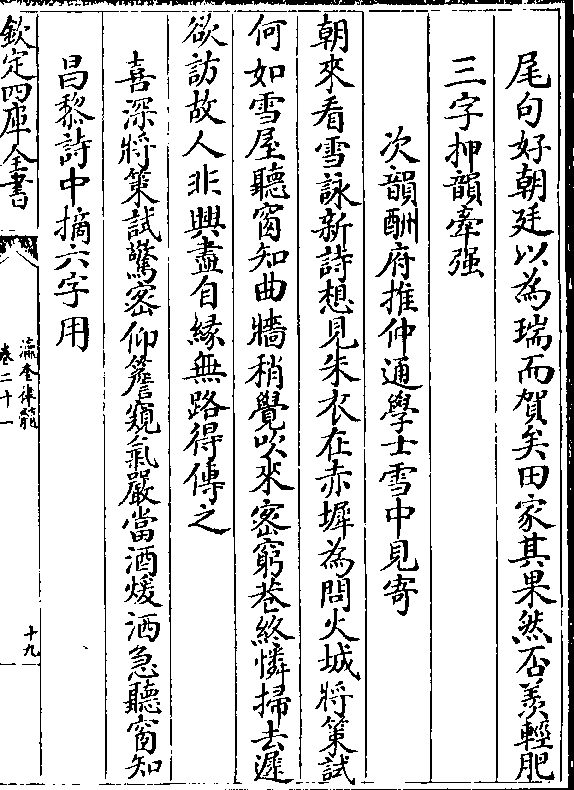 尾句好朝廷以為瑞而賀矣田家其果然否羨輕肥
三字押韻牽强
次韻酬府推仲通學士雪中見寄
朝來看雪詠新詩想見朱衣在赤墀為問火城將策試
何如雪屋聽窗知曲牆稍覺吹來密窮巷終憐掃去遲
欲訪故人非興盡自緣無路得傳之
喜深將策試驚密仰簷窺氣嚴當酒煖洒急聽窗知
昌黎詩中摘六字用
欽定四庫全書
瀛奎律髓
卷二十一
十九